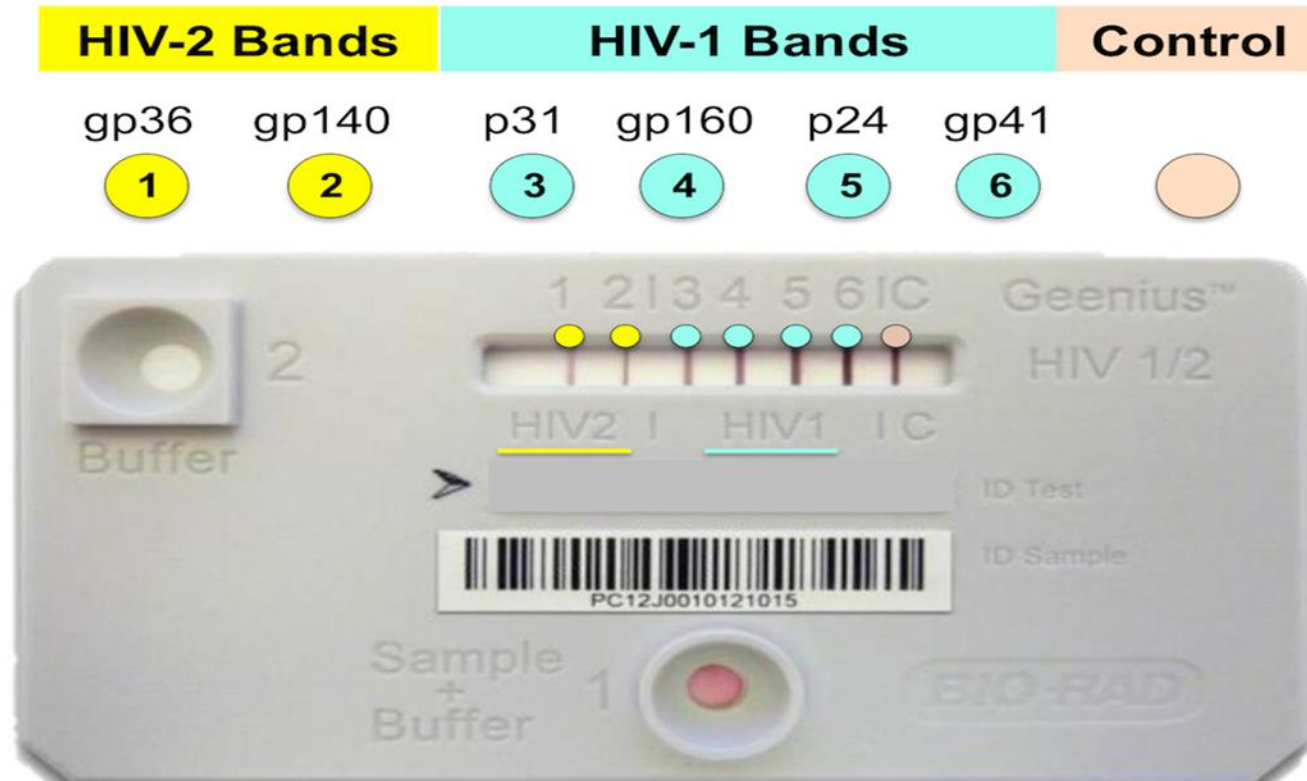 HIV-2 Bands HIV-1 Bands Control
gp36 gp140 p31 gp160 p24 gp41
1 2 3 4 5 6
1 2 I 3 4 5 6 I C Geenius™
2 HIV 1/2
HIV2 I HIV1 I C
Buffer
ID Test
ID Sample
PC12J0010121015
Sample
+
Buffer
1
BIO-RAD